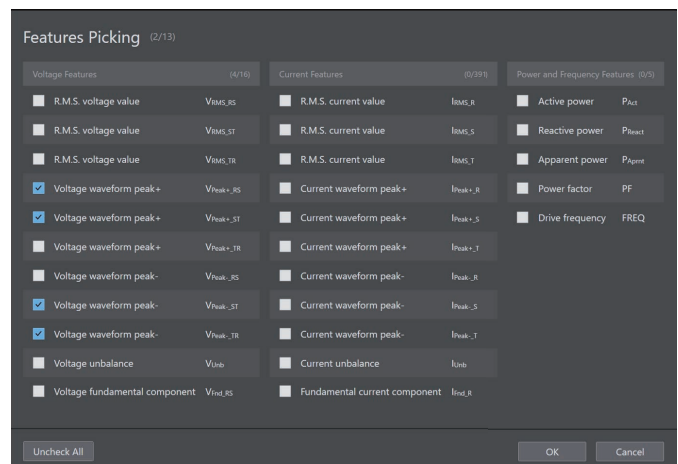 Features Picking (2/13)
Voltage Features (4/16) Current Features (0/391) Power and Frequency Features (0/5)
R.M.S. voltage value VRMS_RS R.M.S. current value IRMS_R Active power PAct
R.M.S. voltage value VRMS_ST R.M.S. current value IRMS_S Reactive power PReact
R.M.S. voltage value VRMS_TR R.M.S. current value IRMS_T Apparent power PAprnt
Voltage waveform peak+ VPeak+_RS Current waveform peak+ IPeak+_R Power factor PF
Voltage waveform peak+ VPeak+_ST Current waveform peak+ IPeak+_S Drive frequency FREQ
Voltage waveform peak+ VPeak+_TR Current waveform peak+ IPeak+_T
Voltage waveform peak- VPeak-_RS Current waveform peak- IPeak-_R
Voltage waveform peak- VPeak-_ST Current waveform peak- IPeak-_S
Voltage waveform peak- VPeak-_TR Current waveform peak- IPeak-_T
Voltage unbalance VUnb Current unbalance IUnb
Voltage fundamental component VFnd_RS Fundamental current component IFnd_R
Uncheck All OK Cancel